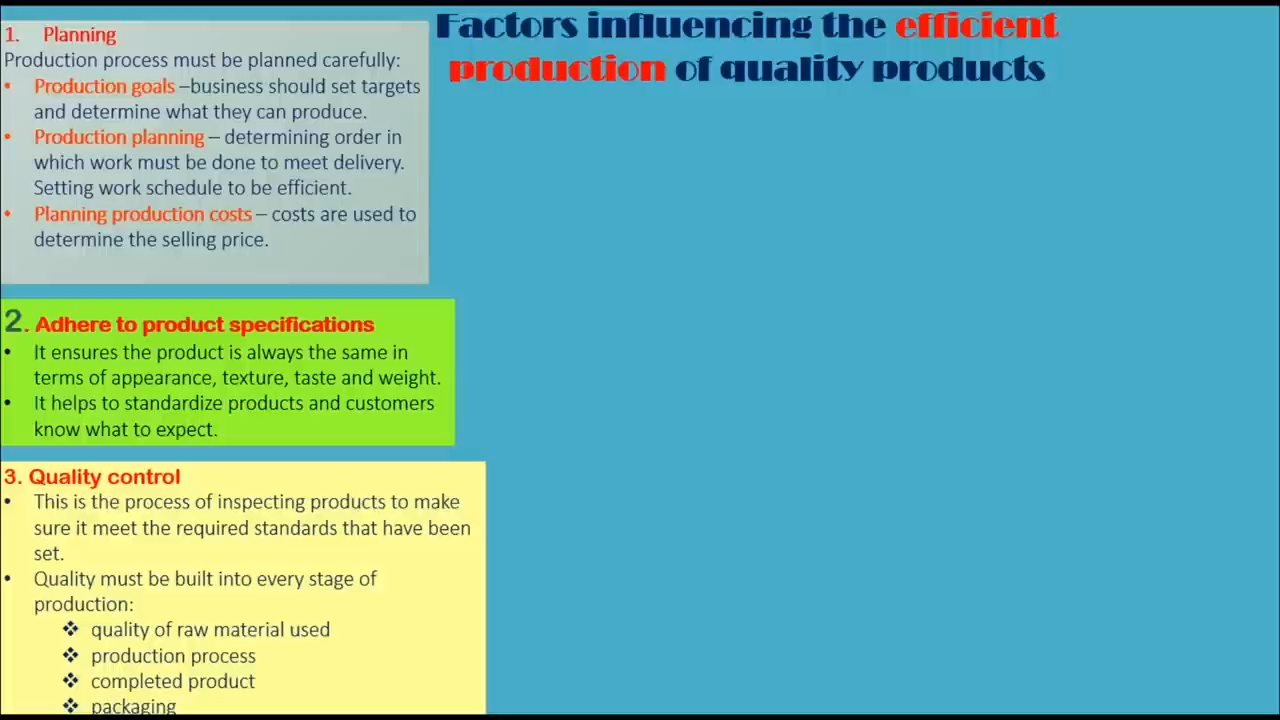 Factors influencing the efficient
production of quality products
1. Planning
Production process must be planned carefully:
• Production goals –business should set targets
and determine what they can produce.
• Production planning – determining order in
which work must be done to meet delivery.
Setting work schedule to be efficient.
• Planning production costs – costs are used to
determine the selling price.
2. Adhere to product specifications
• It ensures the product is always the same in
terms of appearance, texture, taste and weight.
• It helps to standardize products and customers
know what to expect.
3. Quality control
• This is the process of inspecting products to make
sure it meet the required standards that have been
set.
• Quality must be built into every stage of
production:
❖ quality of raw material used
❖ production process
❖ completed product
❖ packaging